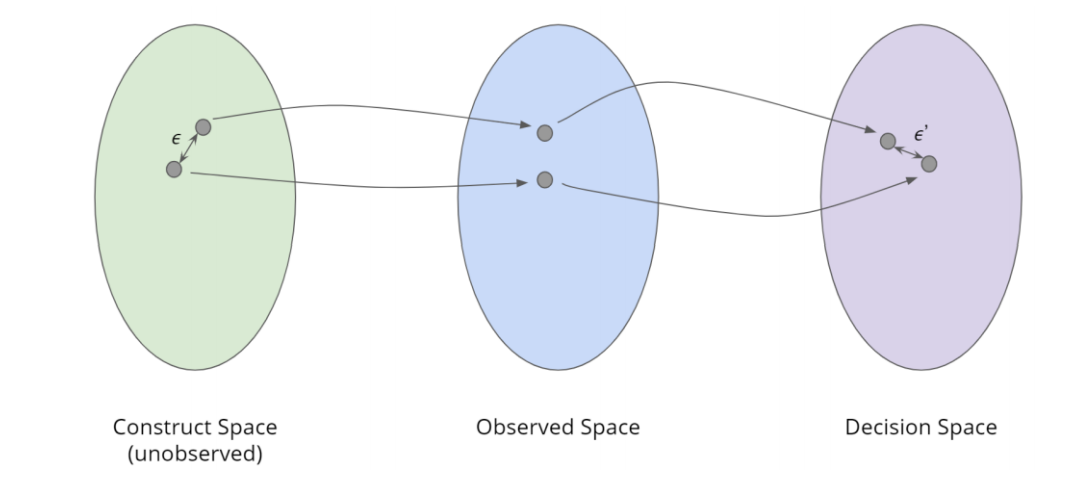 ϵ
ϵ’
Construct Space
(unobserved)
Observed Space
Decision Space